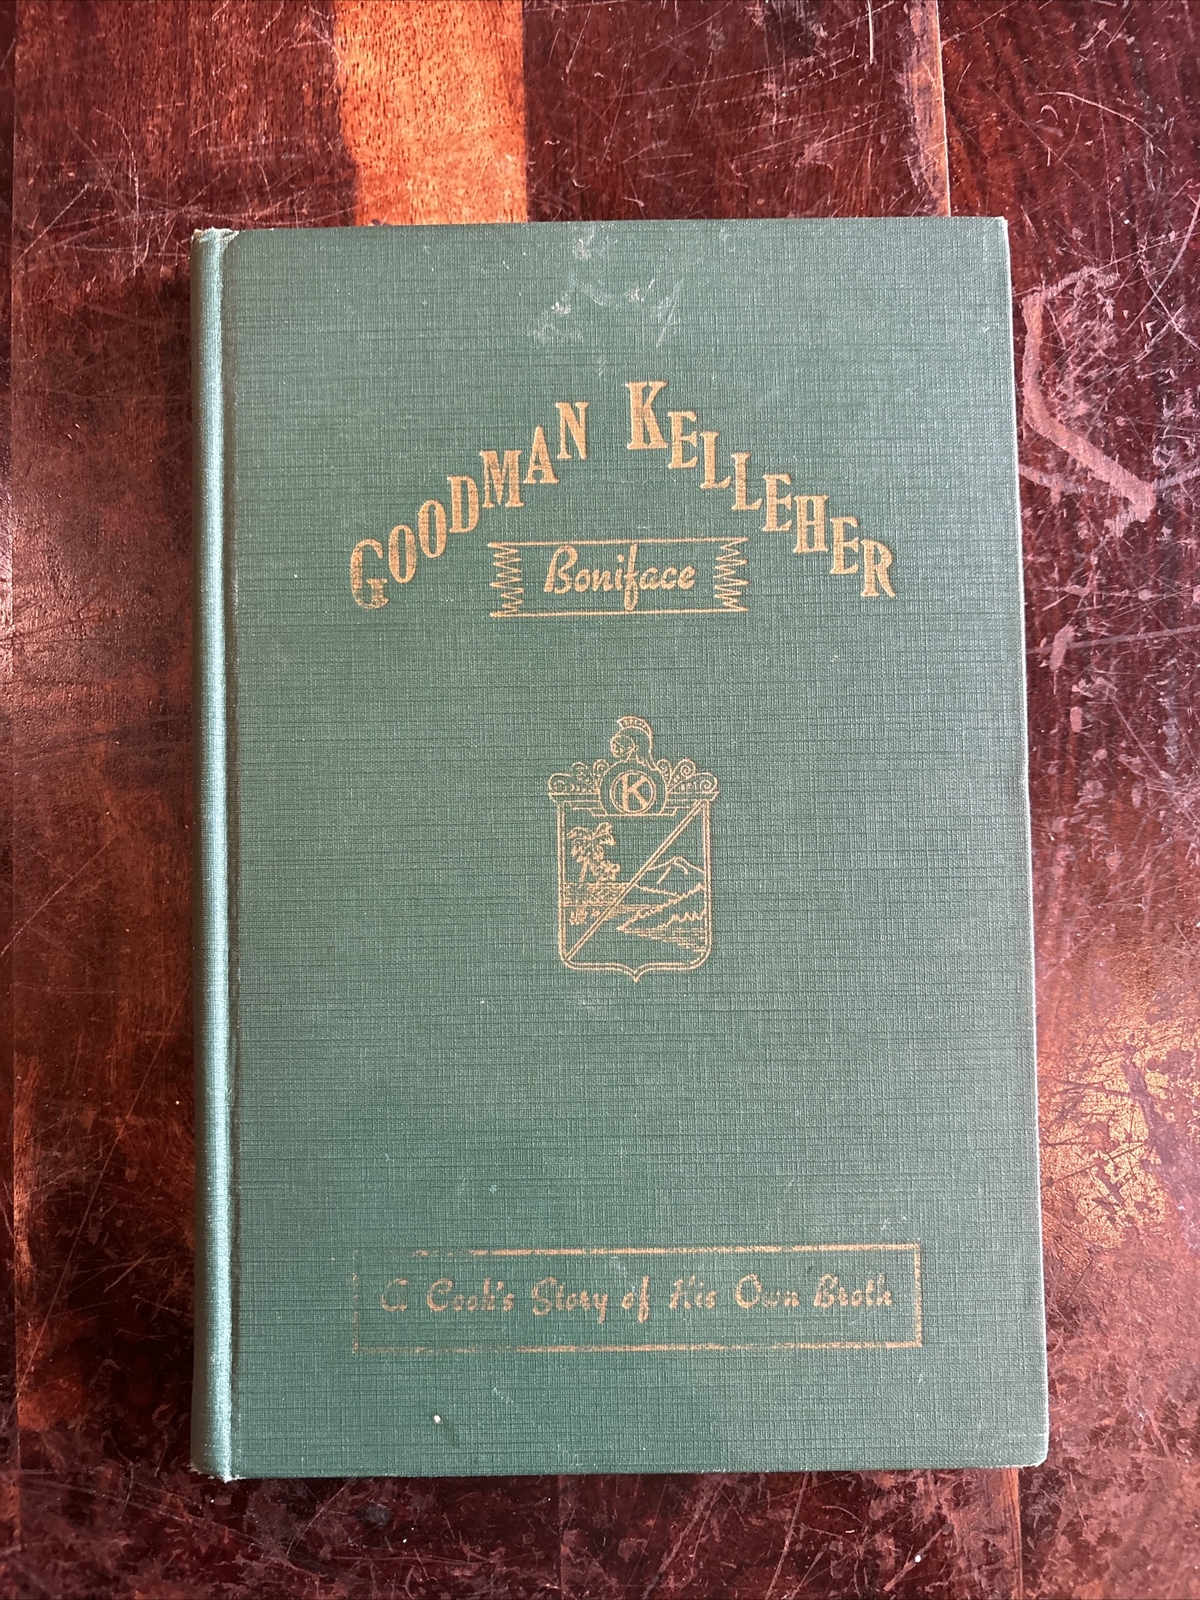 GOODMAN KELLEHER
Boniface
K
A Cook's Story of His Own Broth